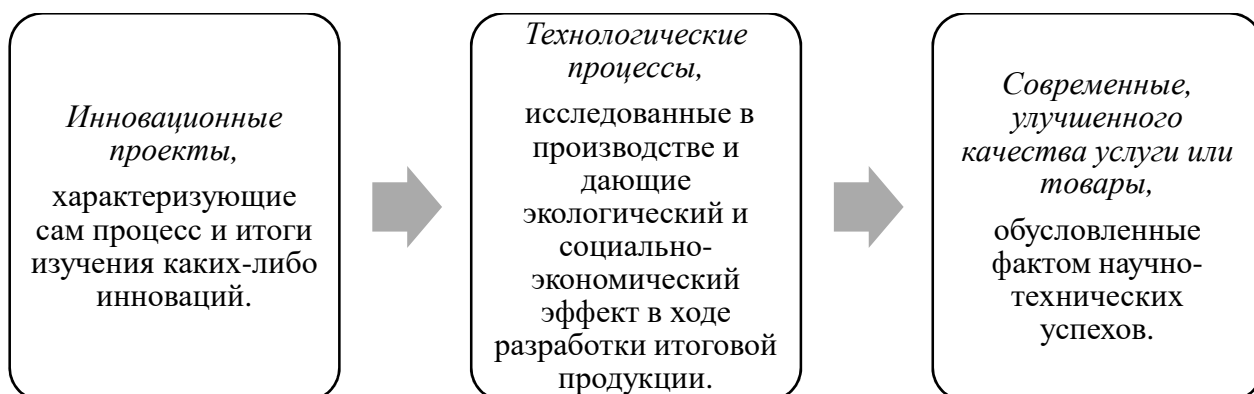 Инновационные
проекты,
характеризующие
сам процесс и итоги
изучения каких-либо
инноваций.
Технологические
процессы,
исследованные в
производстве и
дающие
экологический и
социально-
экономический
эффект в ходе
разработки итоговой
продукции.
Современные,
улучшенного
качества услуги или
товары,
обусловленные
фактом научно-
технических
успехов.